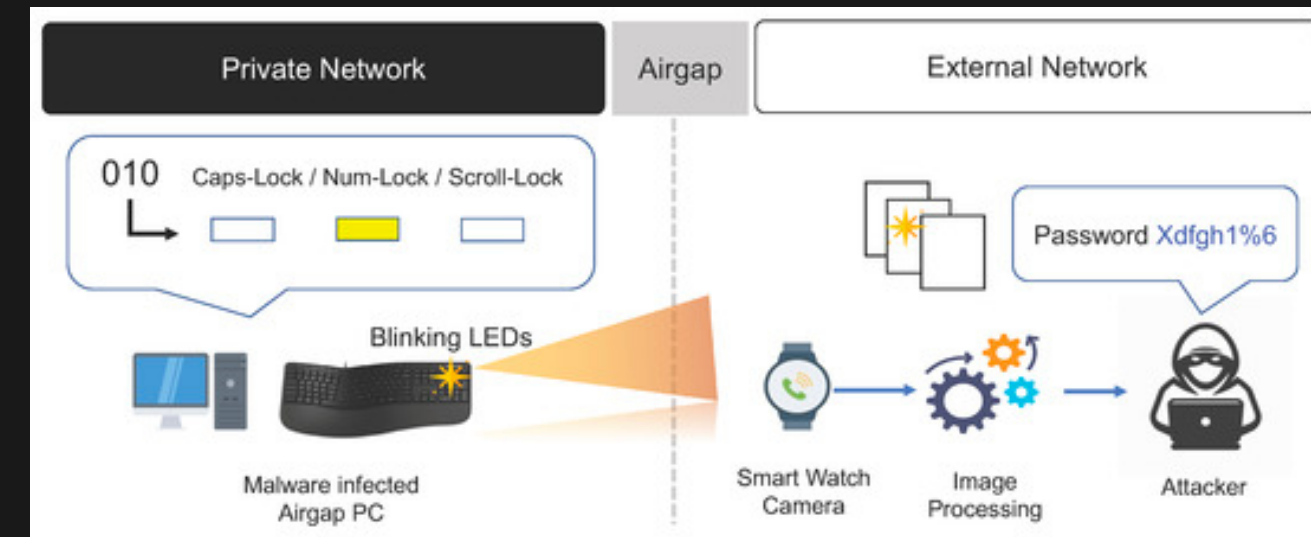 Private Network
Airgap
External Network
010
Caps-Lock / Num-Lock / Scroll-Lock
Password Xdfgh1%6
Blinking LEDs
Malware infected
Airgap PC
Smart Watch
Camera
Image
Processing
Attacker